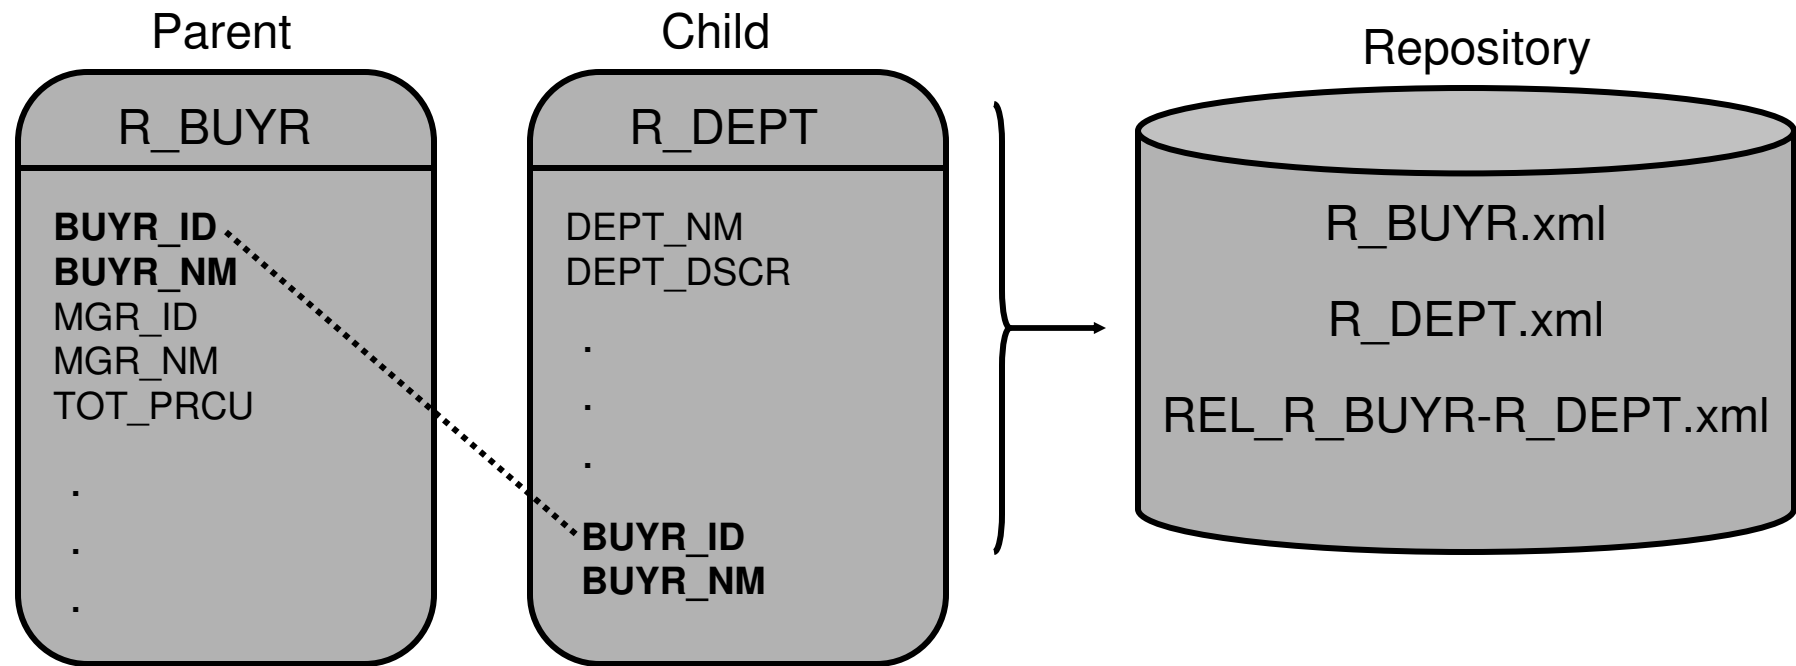 Parent
R_BUYR
BUYR_ID
BUYR_NM
MGR_ID
MGR_NM
TOT_PRCU
.
.
.
Child
R_DEPT
DEPT_NM
DEPT_DSCR
.
.
.
BUYR_ID
BUYR_NM
Repository
R_BUYR.xml
R_DEPT.xml
REL_R_BUYR-R_DEPT.xml